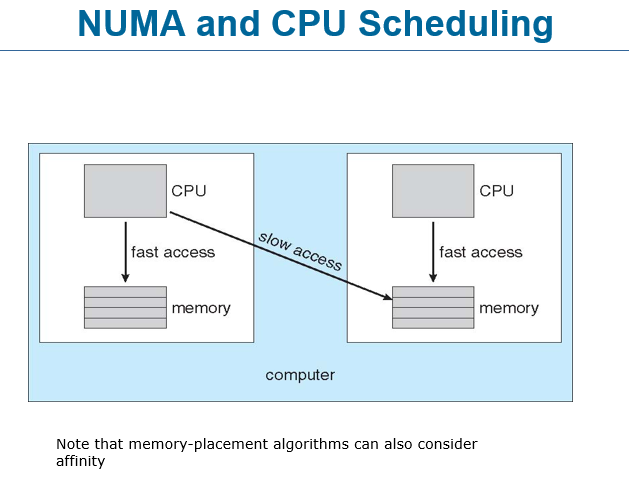 NUMA and CPU Scheduling
CPU
CPU
slow access
fast access
fast access
memory
memory
computer
Note that memory-placement algorithms can also consider
affinity